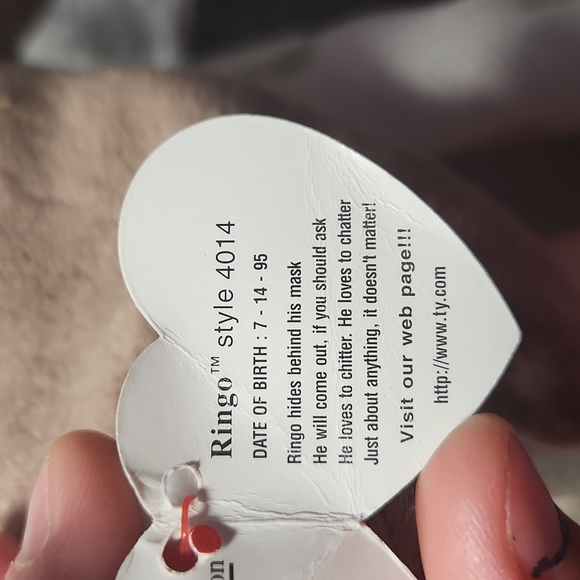 Ringo™ style 4014
DATE OF BIRTH : 7 - 14 - 95
Ringo hides behind his mask
He will come out, if you should ask
He loves to chitter. He loves to chatter
Just about anything, it doesn't matter!
Visit our web page!!!
http://www.ty.com
on